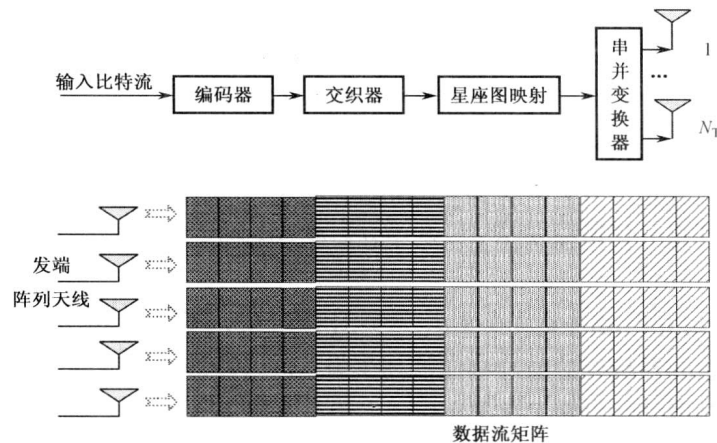 输入比特流
编码器
交织器
星座图映射
串并变换器
1
...
N_T
发端
阵列天线
数据流矩阵